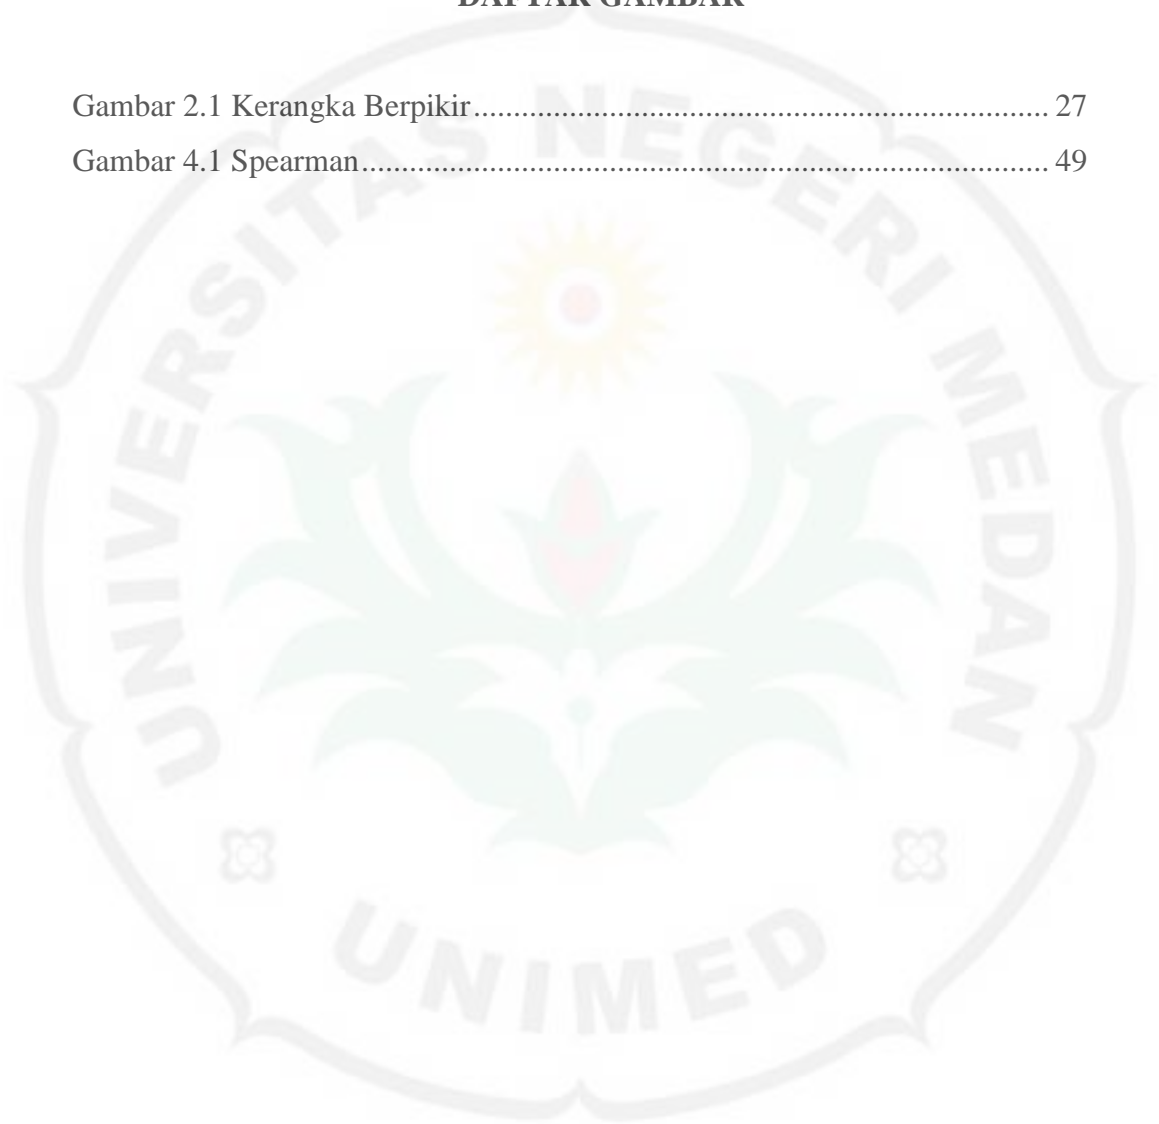 DAFTAR GAMBAR
Gambar 2.1 Kerangka Berpikir............................................................. 27
Gambar 4.1 Spearman......................................................................... 49
UNIVERSITAS NEGERI MEDAN
UNIMED